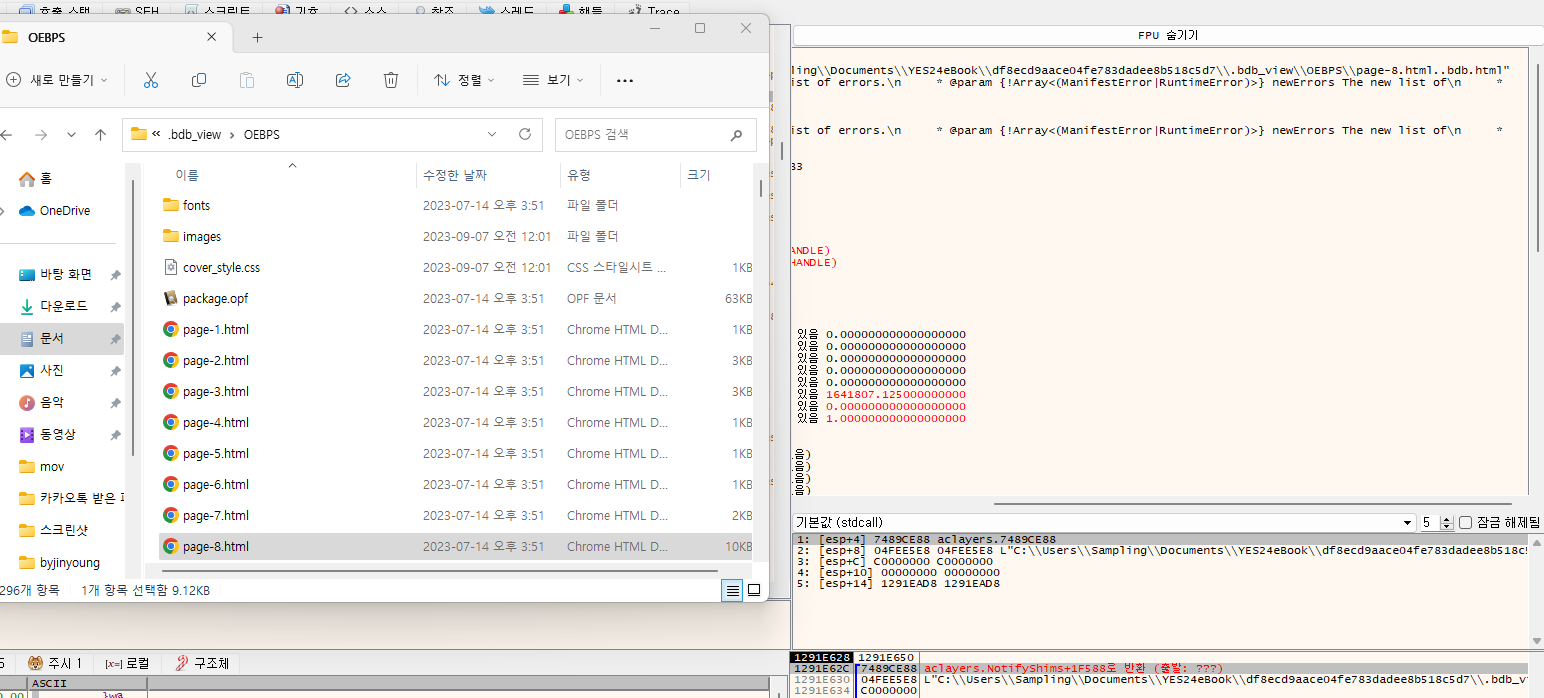 호출 스택 SEH 스크립트 기호 소스 참조 스레드 핸들 Trace
OEBPS
새로 만들기 정렬 보기
« .bdb_view › OEBPS OEBPS 검색
홈
OneDrive
바탕 화면
다운로드
문서
사진
음악
동영상
mov
카카오톡 받은
스크린샷
byjinyoung
이름 수정한 날짜 유형 크기
fonts 2023-07-14 오후 3:51 파일 폴더
images 2023-09-07 오전 12:01 파일 폴더
cover_style.css 2023-09-07 오전 12:01 CSS 스타일시트 ... 1KB
package.opf 2023-07-14 오후 3:51 OPF 문서 63KB
page-1.html 2023-07-14 오후 3:51 Chrome HTML D... 1KB
page-2.html 2023-07-14 오후 3:51 Chrome HTML D... 3KB
page-3.html 2023-07-14 오후 3:51 Chrome HTML D... 3KB
page-4.html 2023-07-14 오후 3:51 Chrome HTML D... 1KB
page-5.html 2023-07-14 오후 3:51 Chrome HTML D... 1KB
page-6.html 2023-07-14 오후 3:51 Chrome HTML D... 1KB
page-7.html 2023-07-14 오후 3:51 Chrome HTML D... 2KB
page-8.html 2023-07-14 오후 3:51 Chrome HTML D... 10KB
296개 항목 1개 항목 선택함 9.12KB
FPU 숨기기
ling\\Documents\\YES24eBook\\df8ecd9aace04fe783dadee8b518c5d7\\.bdb_view\\OEBPS\\page-8.html..bdb.html"
ist of errors.\n * @param {!Array<(ManifestError|RuntimeError)>} newErrors The new list of\n *
ist of errors.\n * @param {!Array<(ManifestError|RuntimeError)>} newErrors The new list of\n *
33
ANDLE)
HANDLE)
있음 0.000000000000000000
있음 0.000000000000000000
있음 0.000000000000000000
있음 0.000000000000000000
있음 0.000000000000000000
있음 1641807.125000000000
있음 0.000000000000000000
있음 1.000000000000000000
음)
음)
음)
음)
기본값 (stdcall) 5 잠금 해제됨
1: [esp+4] 7489CE88 aclayers.7489CE88
2: [esp+8] 04FEE5E8 04FEE5E8 L"C:\\Users\\Sampling\\Documents\\YES24eBook\\df8ecd9aace04fe783dadee8b518c5
3: [esp+C] C0000000 C0000000
4: [esp+10] 00000000 00000000
5: [esp+14] 1291EAD8 1291EAD8
5 주시 1 [x=] 로컬 구조체
ASCII
00 }wa
1291E628 1291E650
1291E62C 7489CE88 aclayers.NotifyShims+1F588로 반환 (출발: ???)
1291E630 04FEE5E8 L"C:\\Users\\Sampling\\Documents\\YES24eBook\\df8ecd9aace04fe783dadee8b518c5d7\\.bdb_v
1291E634 C0000000